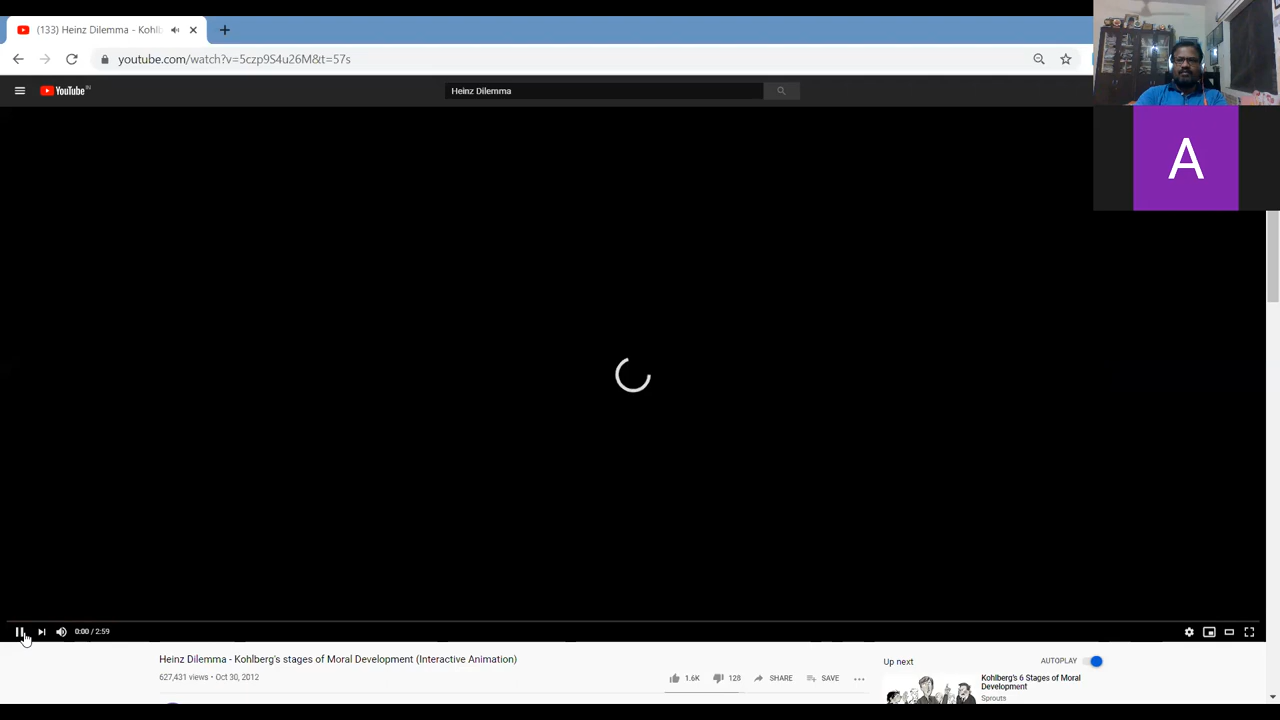 (133) Heinz Dilemma - Kohlb
youtube.com/watch?v=5czp9S4u26M&t=57s
YouTube IN
Heinz Dilemma
A
0:00 / 2:59
Heinz Dilemma - Kohlberg's stages of Moral Development (Interactive Animation)
627,431 views • Oct 30, 2012
1.6K
128
SHARE
SAVE
Up next
AUTOPLAY
Kohlberg's 6 Stages of Moral
Development
Sprouts